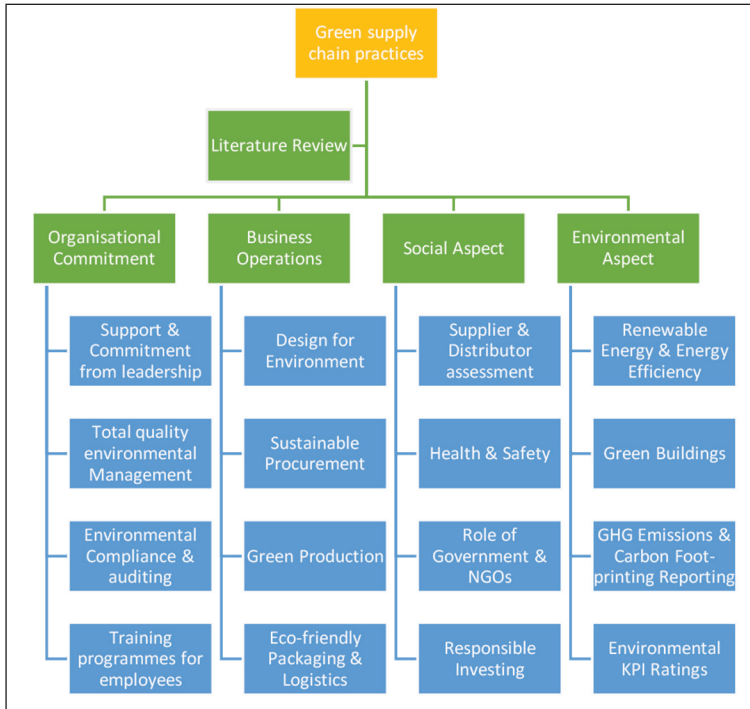 Green supply
chain practices
Literature Review
Organisational
Commitment
Business
Operations
Social Aspect
Environmental
Aspect
Support &
Commitment
from leadership
Design for
Environment
Supplier &
Distributor
assessment
Renewable
Energy & Energy
Efficiency
Total quality
environmental
Management
Sustainable
Procurement
Health & Safety
Green Buildings
Environmental
Compliance &
auditing
Green Production
Role of
Government &
NGOs
GHG Emissions &
Carbon Foot-
printing Reporting
Training
programmes for
employees
Eco-friendly
Packaging &
Logistics
Responsible
Investing
Environmental
KPI Ratings